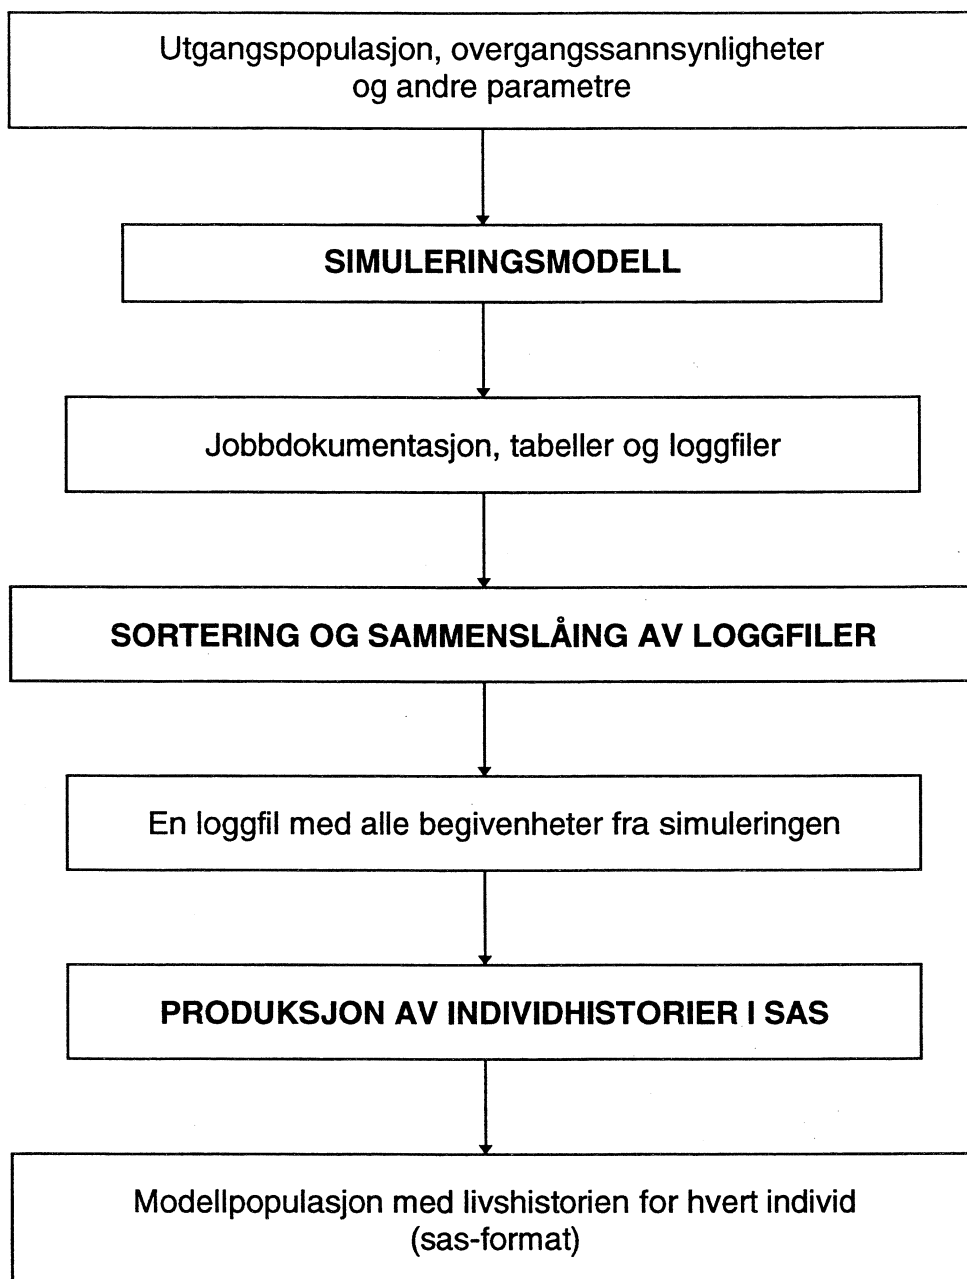 Utgangspopulasjon, overgangssannsynligheter
og andre parametre
SIMULERINGSMODELL
Jobbdokumentasjon, tabeller og loggfiler
SORTERING OG SAMMENSLÅING AV LOGGFILER
En loggfil med alle begivenheter fra simuleringen
PRODUKSJON AV INDIVIDHISTORIER I SAS
Modellpopulasjon med livshistorien for hvert individ
(sas-format)